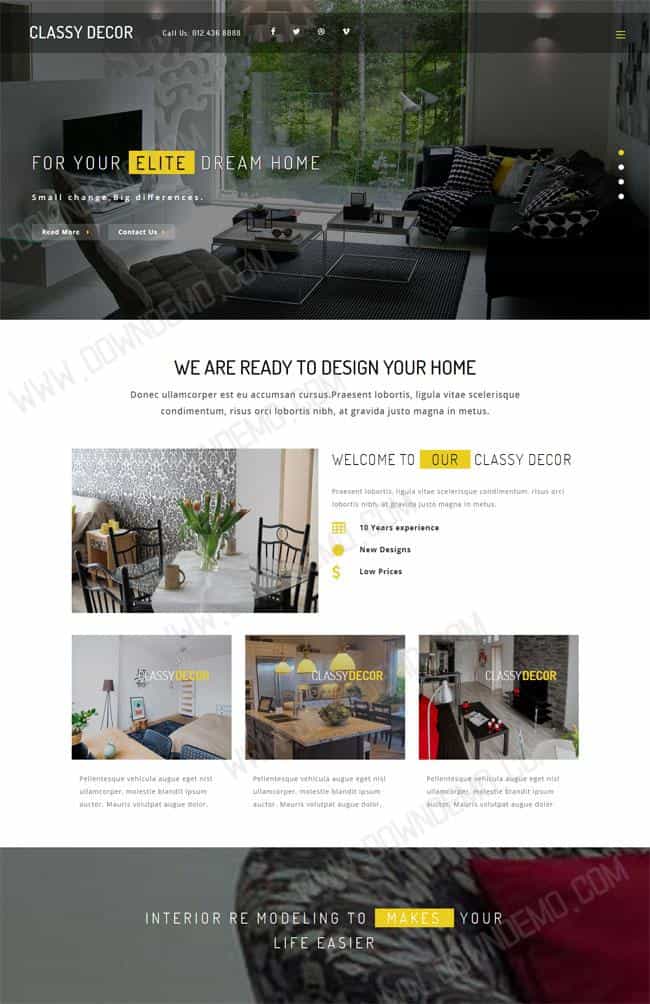 CLASSY DECOR
Call Us: 012 436 8888
FOR YOUR ELITE DREAM HOME
Small change,Big differences.
Read More
Contact Us
WE ARE READY TO DESIGN YOUR HOME
Donec ullamcorper est eu accumsan cursus.Praesent lobortis, ligula vitae scelerisque
condimentum, risus orci lobortis nibh, at gravida justo magna in metus.
WELCOME TO OUR CLASSY DECOR
Praesent lobortis, ligula vitae scelerisque condimentum, risus orci
lobortis nibh, at gravida justo magna in metus.
10 Years experience
New Designs
$ Low Prices
CLASSYDECOR
CLASSYDECOR
CLASSYDECOR
Pellentesque vehicula augue eget nisl
ullamcorper, molestie blandit ipsum
auctor. Mauris volutpat augue dolor.
Pellentesque vehicula augue eget nisl
ullamcorper, molestie blandit ipsum
auctor. Mauris volutpat augue dolor.
Pellentesque vehicula augue eget nisl
ullamcorper, molestie blandit ipsum
auctor. Mauris volutpat augue dolor.
INTERIOR RE MODELING TO MAKES YOUR
LIFE EASIER
WWW.DOWNDEMO.COM